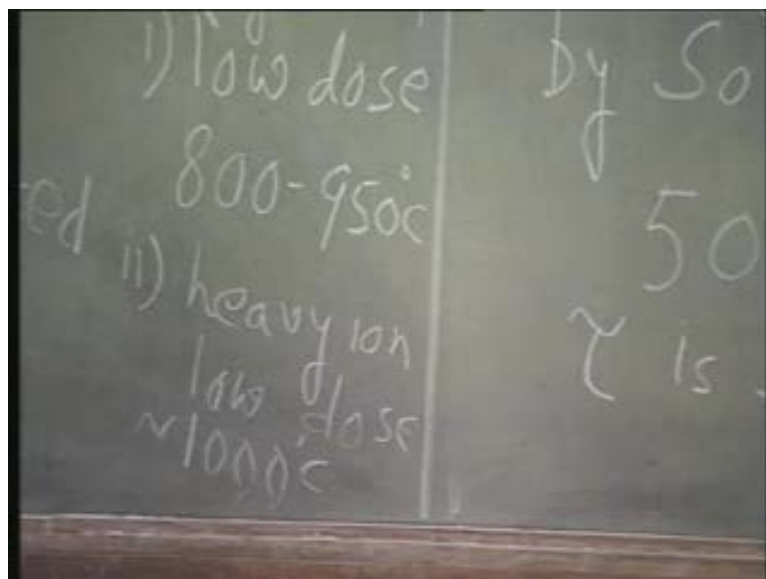 i) low dose
800-950°c
ed
ii) heavy ion
low dose
~1000°c
by So
50
τ is